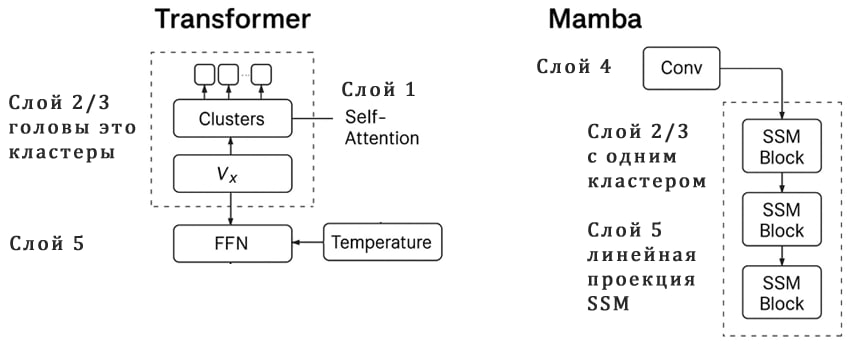 Transformer
Слой 2/3
головы это
кластеры
Clusters
Слой 1
Self-
Attention
Vx
Слой 5
FFN
Temperature
Mamba
Слой 4
Conv
Слой 2/3
с одним
кластером
SSM
Block
SSM
Block
Слой 5
линейная
проекция
SSM
SSM
Block